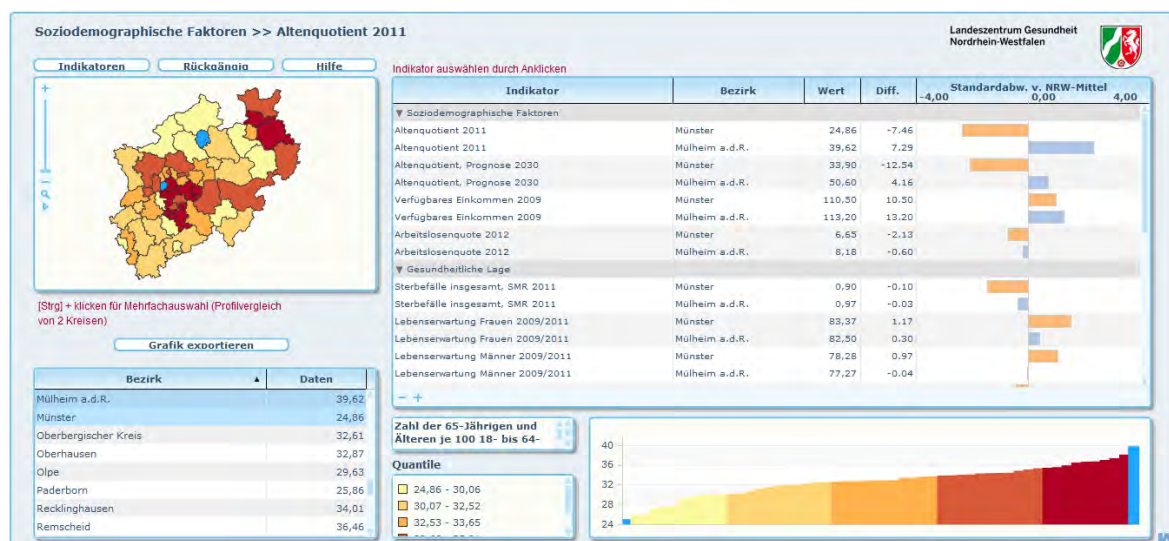 Soziodemographische Faktoren >> Altenquotient 2011
Landeszentrum Gesundheit
Nordrhein-Westfalen
Indikatoren Rückgängig Hilfe
Indikator auswählen durch Anklicken
Indikator Bezirk Wert Diff. Standardabw. v. NRW-Mittel
-4,00 0,00 4,00
▼ Soziodemographische Faktoren
Altenquotient 2011 Münster 24,86 -7.46
Altenquotient 2011 Mülheim a.d.R. 39,62 7.29
Altenquotient, Prognose 2030 Münster 33,90 -12.54
Altenquotient, Prognose 2030 Mülheim a.d.R. 50,60 4.16
Verfügbares Einkommen 2009 Münster 110,50 10.50
Verfügbares Einkommen 2009 Mülheim a.d.R. 113,20 13.20
Arbeitslosenquote 2012 Münster 6,65 -2.13
Arbeitslosenquote 2012 Mülheim a.d.R. 8,18 -0.60
▼ Gesundheitliche Lage
Sterbefälle insgesamt, SMR 2011 Münster 0,90 -0.10
Sterbefälle insgesamt, SMR 2011 Mülheim a.d.R. 0,97 -0.03
Lebenserwartung Frauen 2009/2011 Münster 83,37 1.17
Lebenserwartung Frauen 2009/2011 Mülheim a.d.R. 82,50 0.30
Lebenserwartung Männer 2009/2011 Münster 78,28 0.97
Lebenserwartung Männer 2009/2011 Mülheim a.d.R. 77,27 -0.04
[Strg] + klicken für Mehrfachauswahl (Profilvergleich
von 2 Kreisen)
Grafik exportieren
Bezirk ▲ Daten
Mülheim a.d.R. 39,62
Münster 24,86
Oberbergischer Kreis 32,61
Oberhausen 32,87
Olpe 29,63
Paderborn 25,86
Recklinghausen 34,01
Remscheid 36,46
Zahl der 65-Jährigen und
Älteren je 100 18- bis 64-
Quantile
24,86 - 30,06
30,07 - 32,52
32,53 - 33,65
40
36
32
28
24